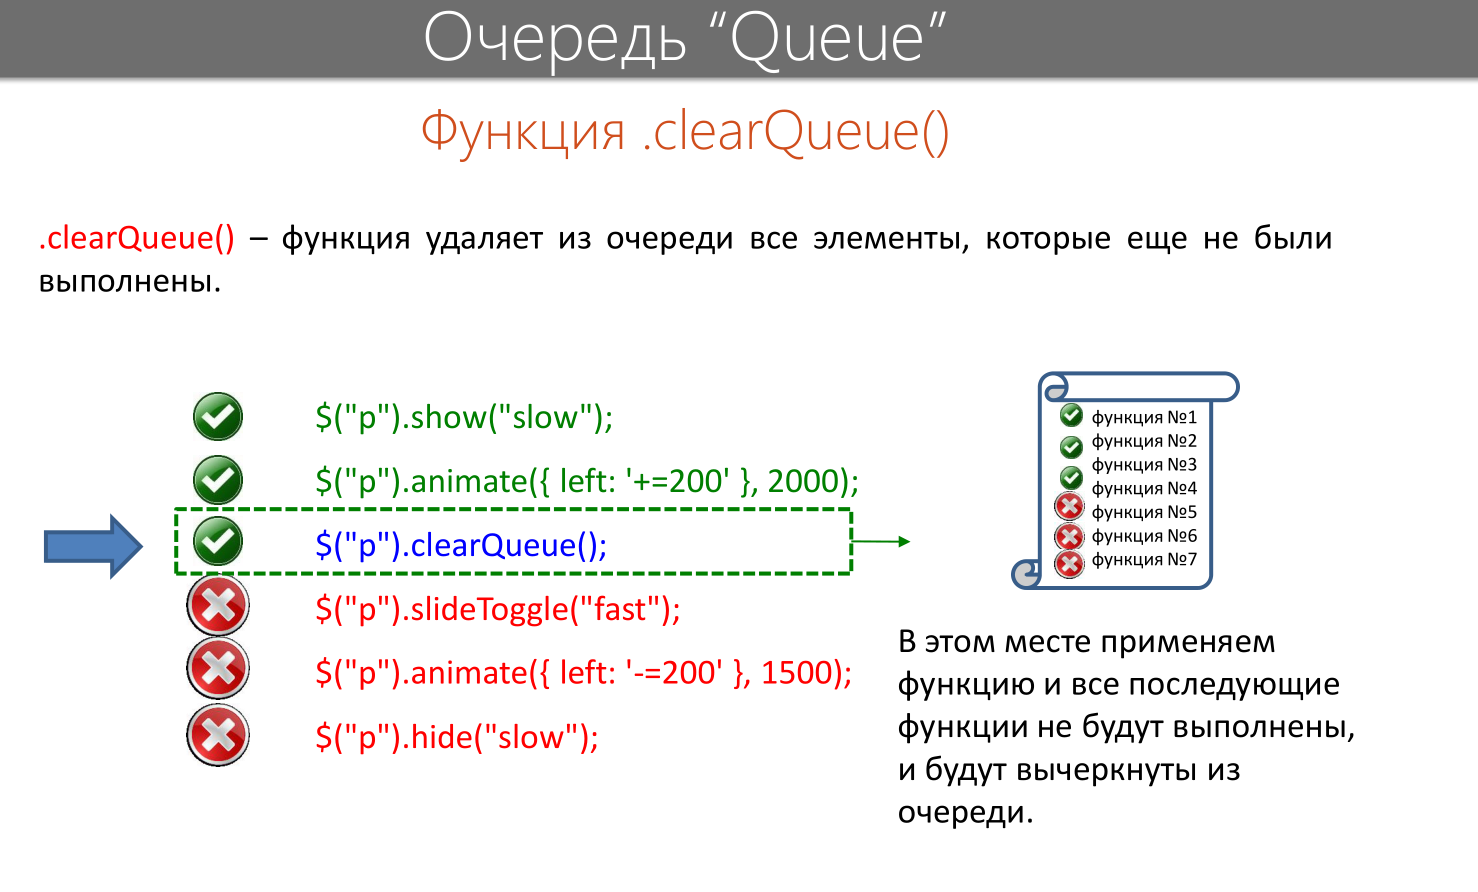 Очередь “Queue”
Функция .clearQueue()
.clearQueue() – функция удаляет из очереди все элементы, которые еще не были
выполнены.
$("p").show("slow");
$("p").animate({ left: '+=200' }, 2000);
$("p").clearQueue();
$("p").slideToggle("fast");
$("p").animate({ left: '-=200' }, 1500);
$("p").hide("slow");
функция №1
функция №2
функция №3
функция №4
функция №5
функция №6
функция №7
В этом месте применяем
функцию и все последующие
функции не будут выполнены,
и будут вычеркнуты из
очереди.